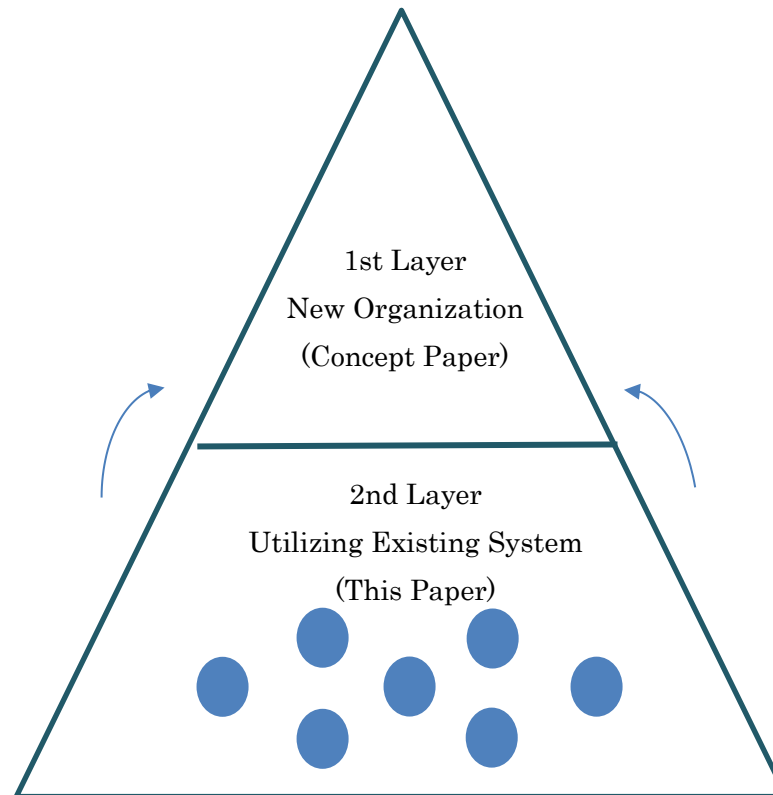 1st Layer
New Organization
(Concept Paper)
2nd Layer
Utilizing Existing System
(This Paper)